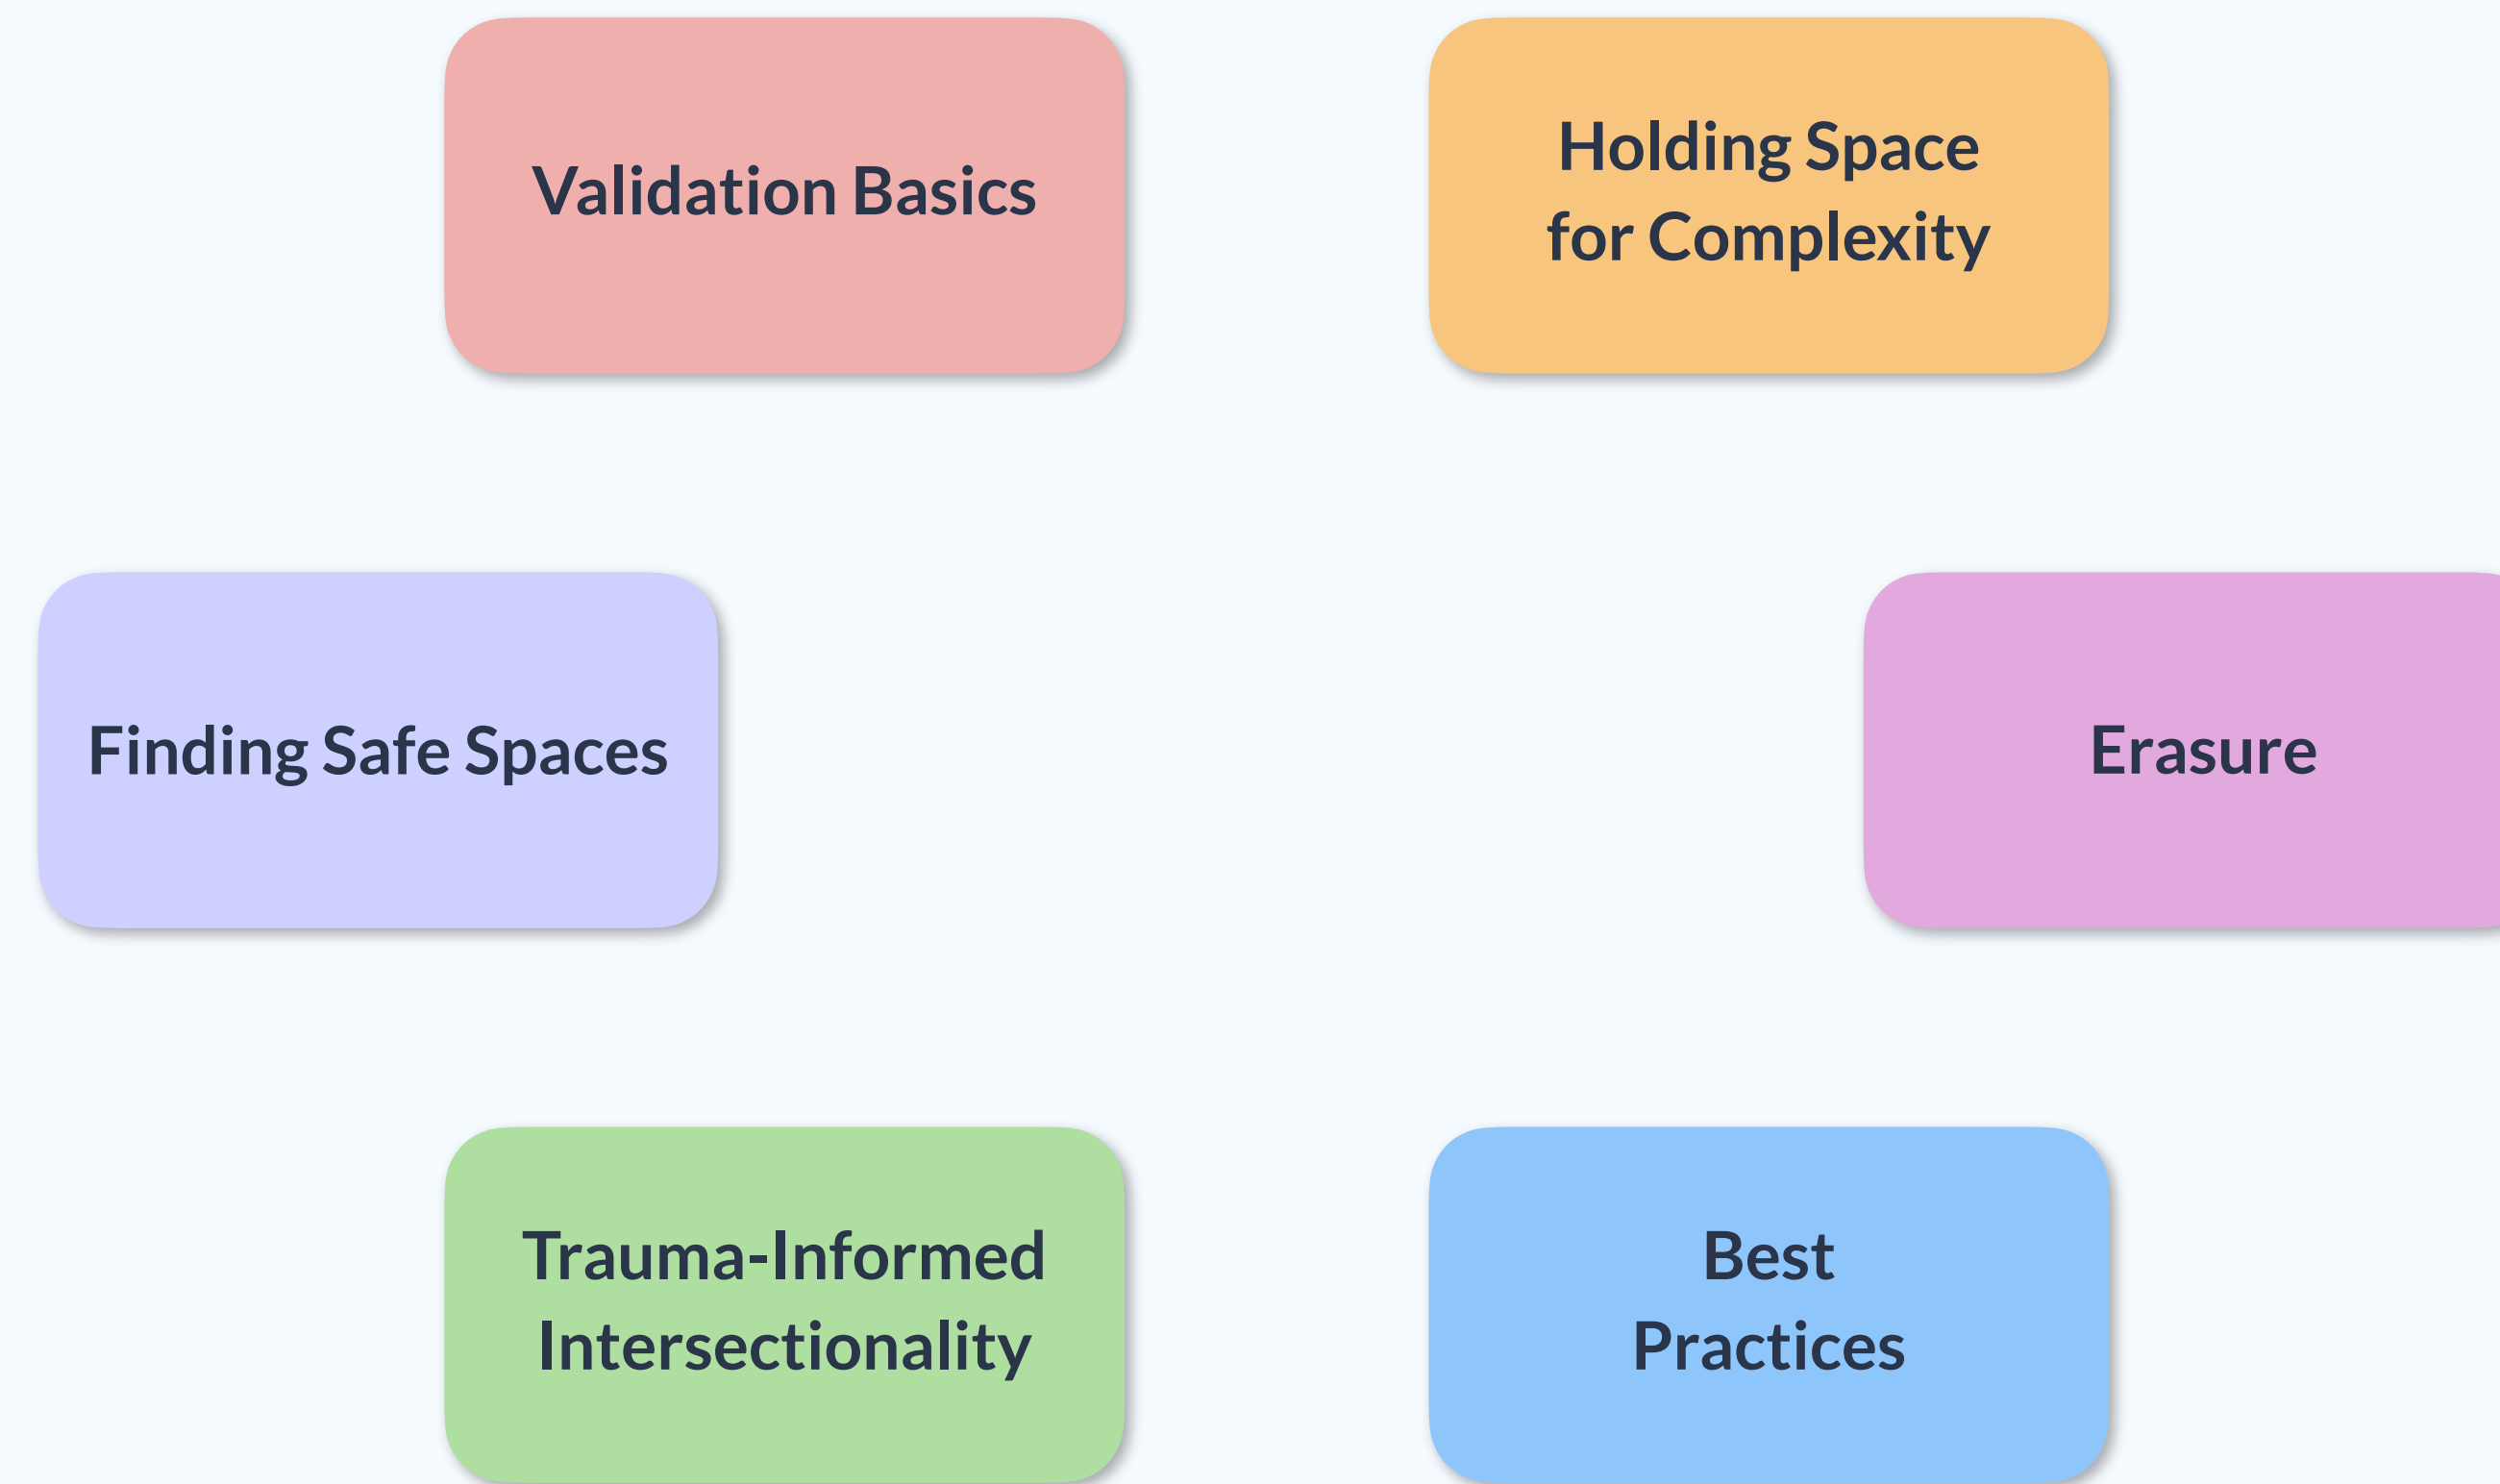 Validation Basics
Holding Space
for Complexity
Finding Safe Spaces
Erasure
Trauma-Informed
Intersectionality
Best
Practices